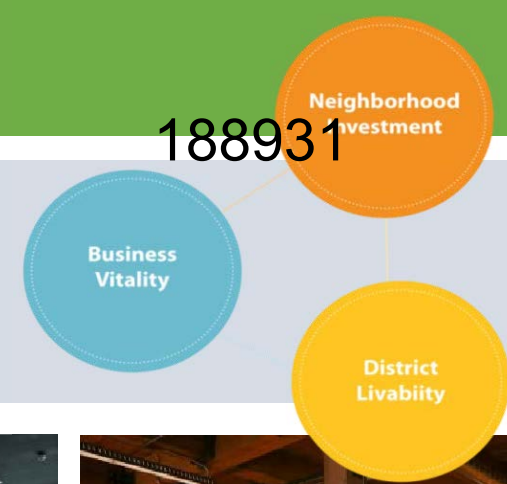 Neighborhood
Investment
188931
Business
Vitality
District
Livabiity